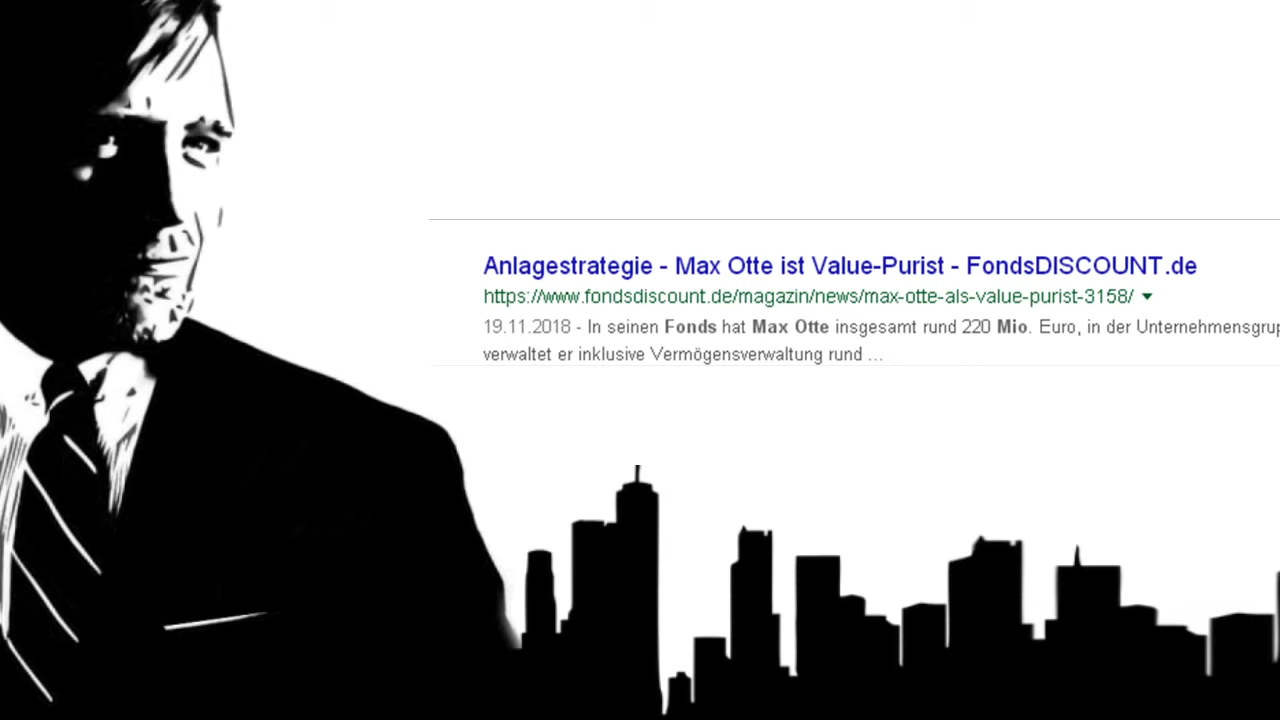 Anlagestrategie - Max Otte ist Value-Purist - FondsDISCOUNT.de
https://www.fondsdiscount.de/magazin/news/max-otte-als-value-purist-3158/
19.11.2018 - In seinen Fonds hat Max Otte insgesamt rund 220 Mio. Euro, in der
verwaltet er inklusive Vermögensverwaltung rund ...